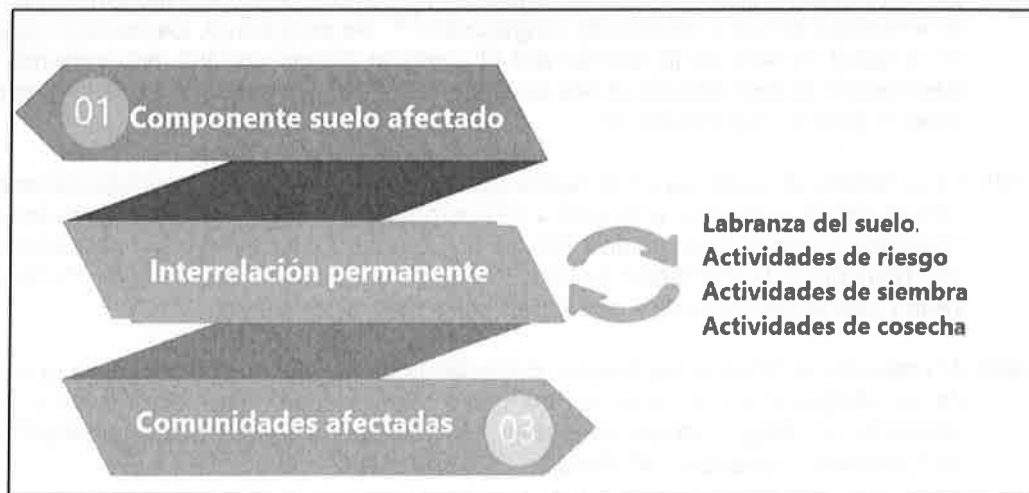 01 Componente suelo afectado
Interrelación permanente
Labranza del suelo.
Actividades de riesgo
Actividades de siembra
Actividades de cosecha
Comunidades afectadas 03